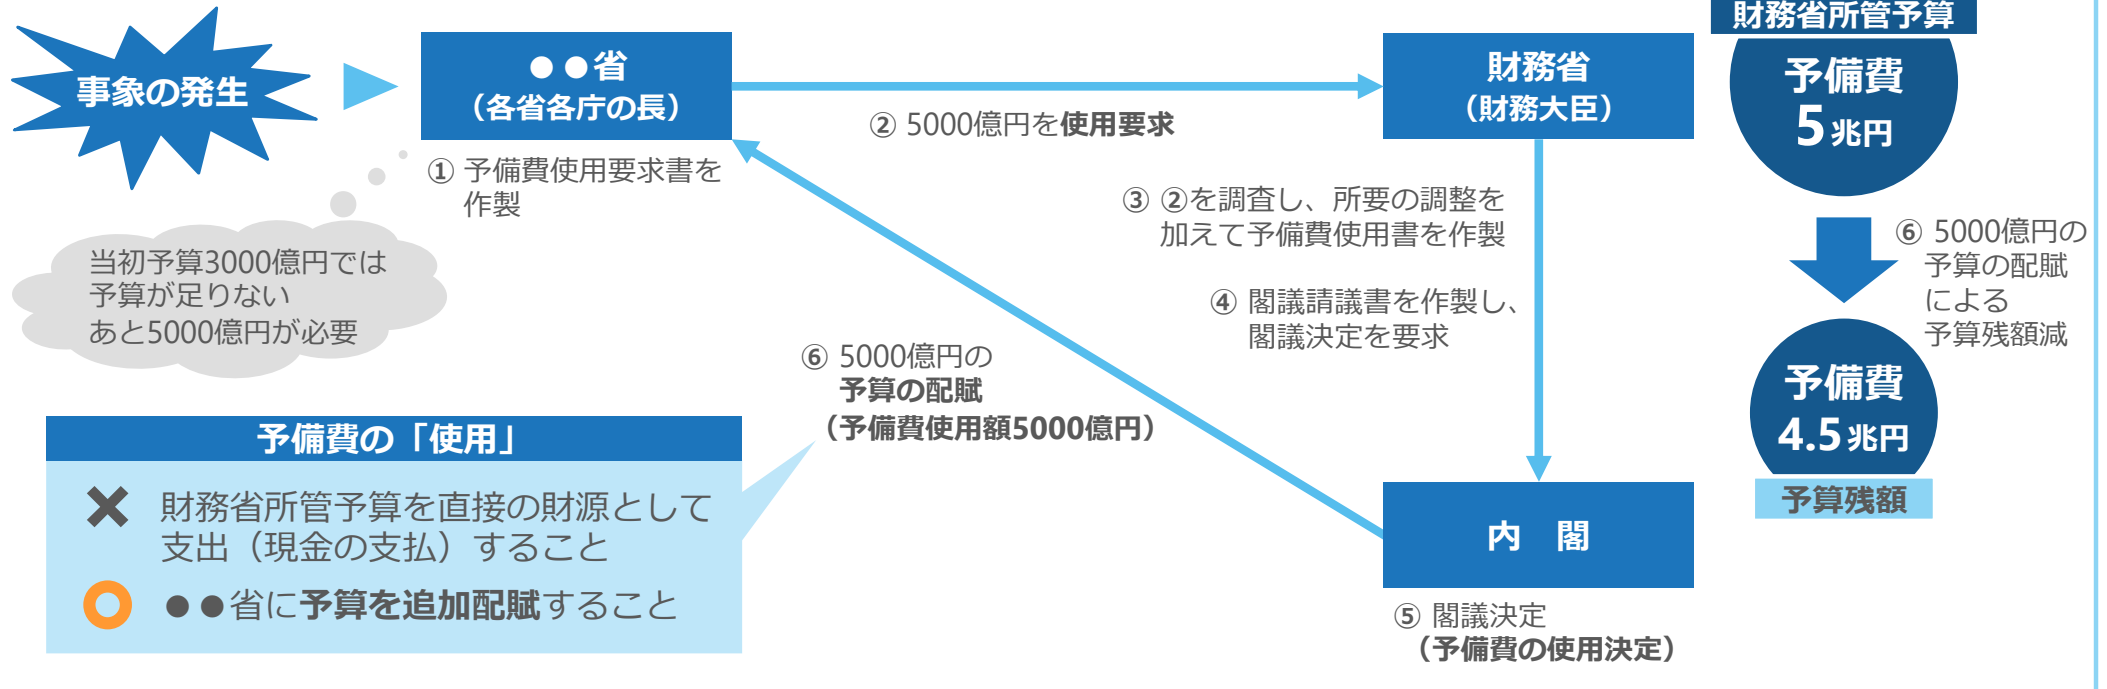 事象の発生
●●省
（各省各庁の長）
① 予備費使用要求書を
作製
当初予算3000億円では
予算が足りない
あと5000億円が必要
② 5000億円を使用要求
財務省
（財務大臣）
③ ②を調査し、所要の調整を
加えて予備費使用書を作製
④ 閣議請議書を作製し、
閣議決定を要求
内　閣
⑤ 閣議決定
（予備費の使用決定）
⑥ 5000億円の
予算の配賦
（予備費使用額5000億円）
予備費の「使用」
✕ 財務省所管予算を直接の財源として
支出（現金の支払）すること
○ ●●省に予算を追加配賦すること
財務省所管予算
予備費
5兆円
⑥ 5000億円の
予算の配賦
による
予算残額減
予備費
4.5兆円
予算残額